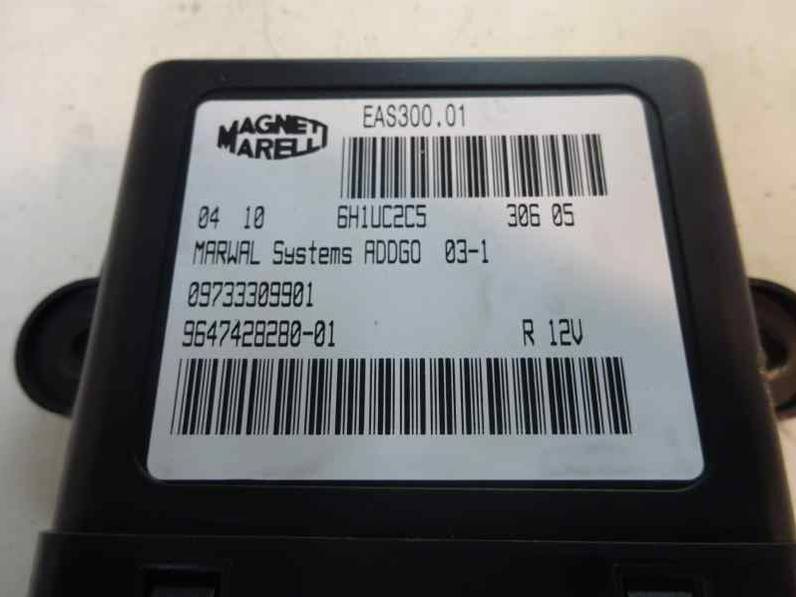 MAGNETI
MARELLI
EAS300.01
04 10 6H1UC2C5 306 05
MARWAL Systems ADDGO 03-1
09733309901
9647428280-01 R 12V